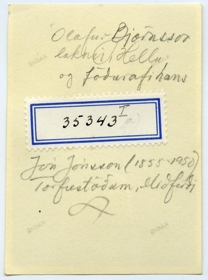 Ólafur Björnsson
læknir Hellu
og föðurafi hans
35343 I a)
Jón Jónsson (1855-1950)
Torfustöðum, Miðfirði